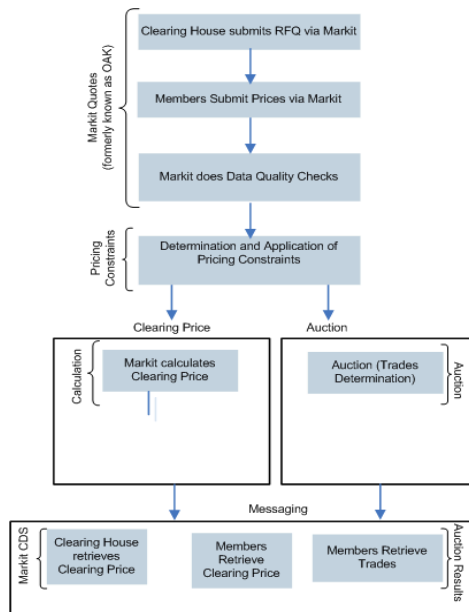 Clearing House submits RFQ via Markit
Members Submit Prices via Markit
Markit does Data Quality Checks
Markit Quotes
(formerly known as OAK)
Determination and Application of
Pricing Constraints
Pricing
Constraints
Clearing Price
Auction
Calculation
Markit calculates
Clearing Price
Auction (Trades
Determination)
Auction
Messaging
Markit CDS
Clearing House
retrieves
Clearing Price
Members
Retrieve
Clearing Price
Members Retrieve
Trades
Auction Results